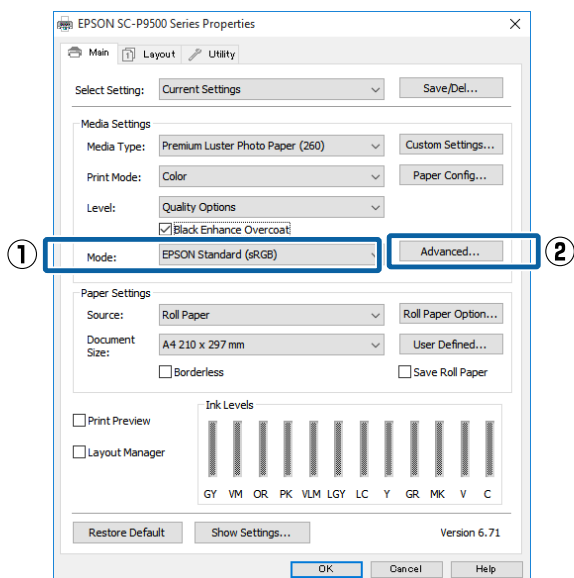 EPSON SC-P9500 Series Properties
Main Layout Utility
Select Setting: Current Settings Save/Del...
Media Settings
Media Type: Premium Luster Photo Paper (260) Custom Settings...
Print Mode: Color Paper Config...
Level: Quality Options
Black Enhance Overcoat
1 Mode: EPSON Standard (sRGB) Advanced... 2
Paper Settings
Source: Roll Paper Roll Paper Option...
Document Size: A4 210 x 297 mm User Defined...
Borderless Save Roll Paper
Ink Levels
Print Preview
Layout Manager
GY VM OR PK VLM LGY LC Y GR MK V C
Restore Default Show Settings... Version 6.71
OK Cancel Help